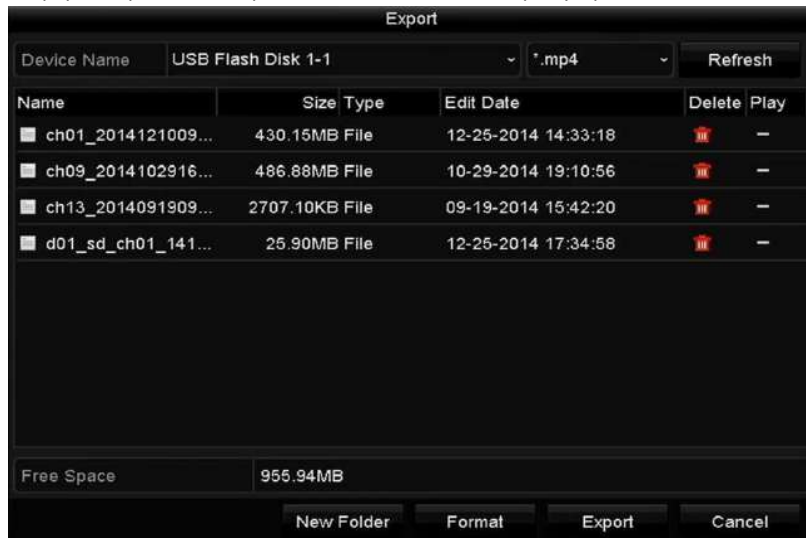 Export
Device Name USB Flash Disk 1-1 *.mp4 Refresh
Name Size Type Edit Date Delete Play
ch01_2014121009... 430.15MB File 12-25-2014 14:33:18
ch09_2014102916... 486.88MB File 10-29-2014 19:10:56
ch13_2014091909... 2707.10KB File 09-19-2014 15:42:20
d01_sd_ch01_141... 25.90MB File 12-25-2014 17:34:58
Free Space 955.94MB
New Folder Format Export Cancel